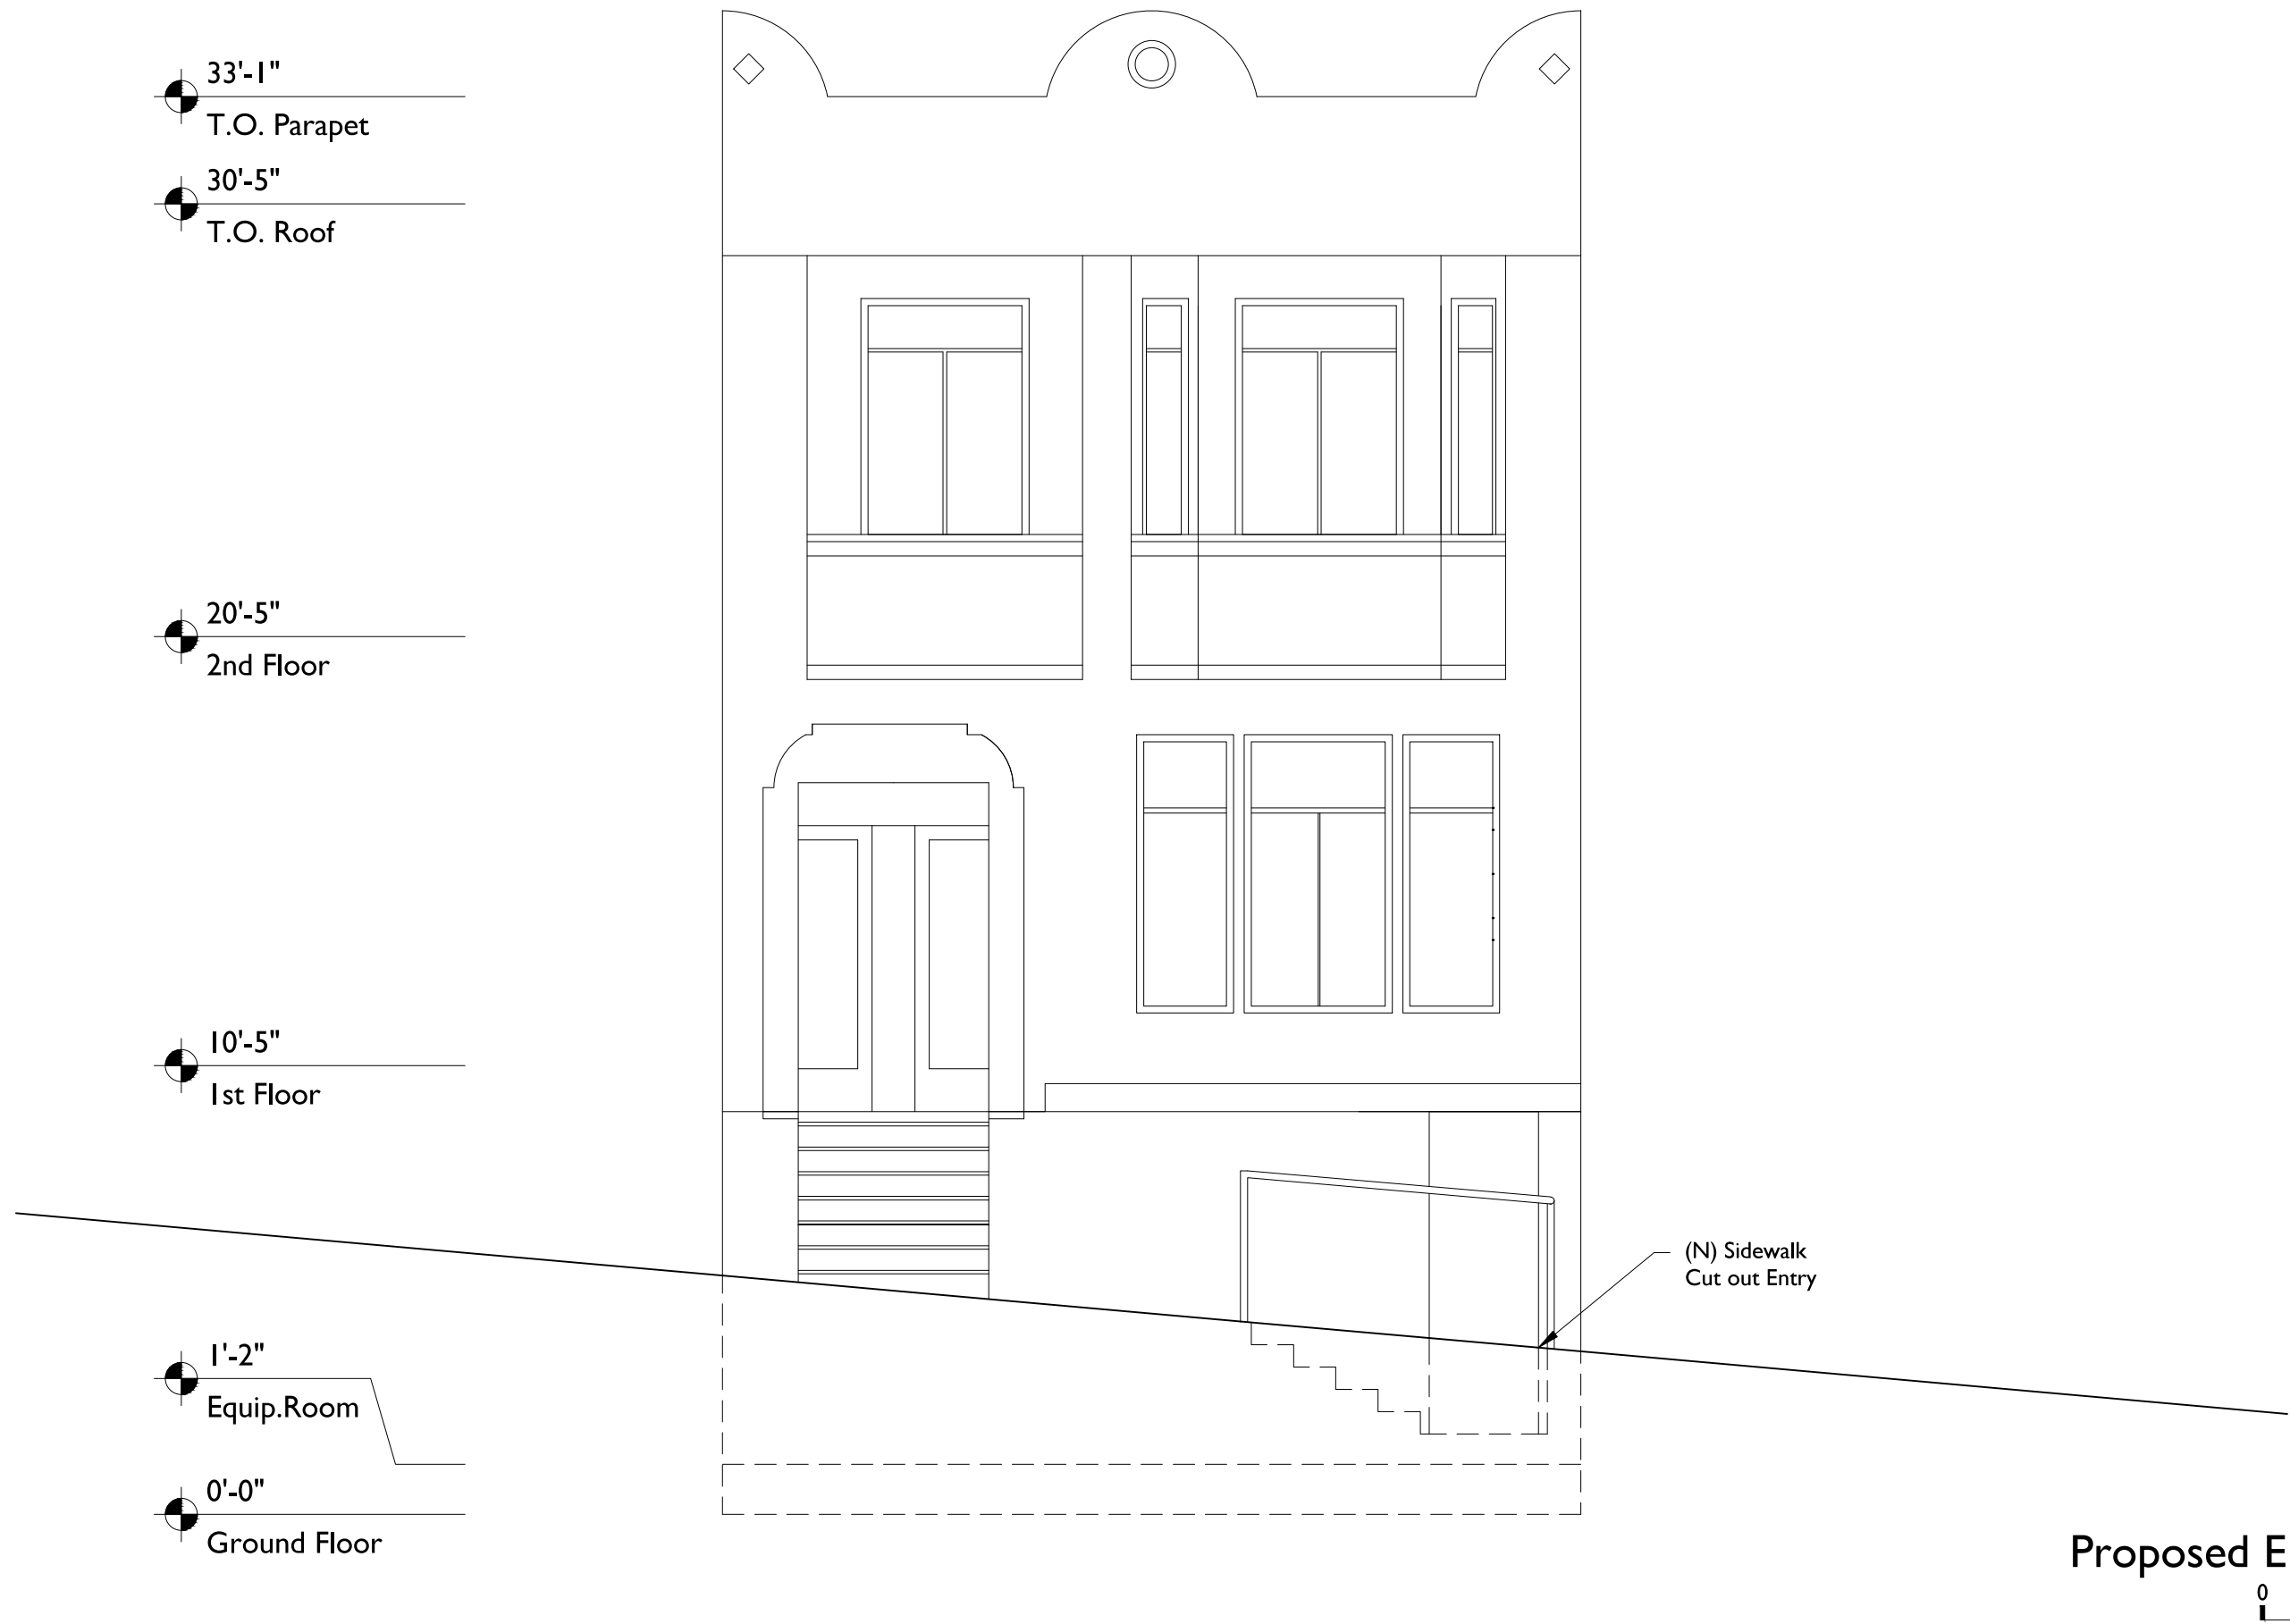 33'-1"
T.O. Parapet
30'-5"
T.O. Roof
20'-5"
2nd Floor
10'-5"
1st Floor
(N) Sidewalk
Cut out Entry
1'-2"
Equip.Room
0'-0"
Ground Floor
Proposed E
0